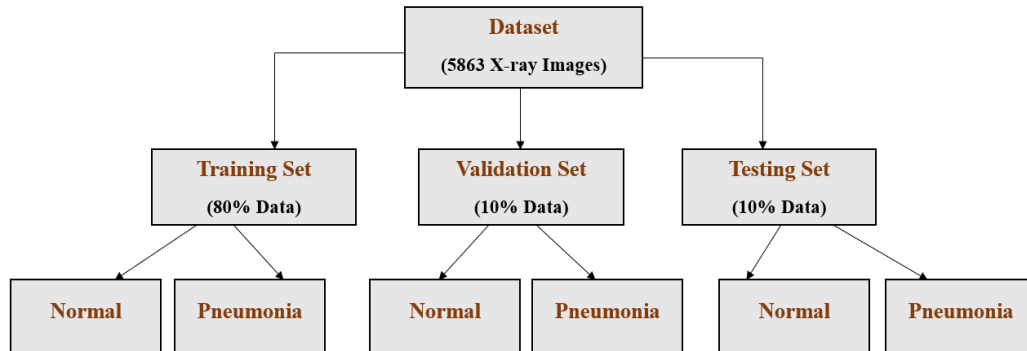 Dataset
(5863 X-ray Images)
Training Set
(80% Data)
Validation Set
(10% Data)
Testing Set
(10% Data)
Normal
Pneumonia
Normal
Pneumonia
Normal
Pneumonia